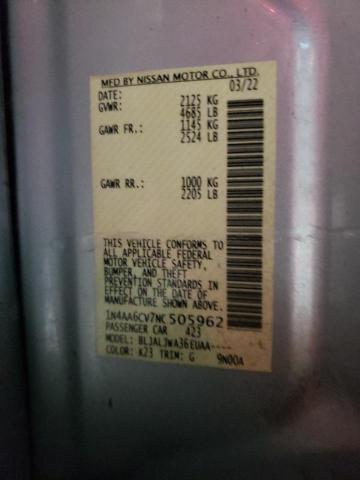 MFD BY NISSAN MOTOR CO., LTD.
DATE: 03/22
GVWR: 2125 KG
4685 LB
GAWR FR.: 1145 KG
2524 LB
GAWR RR.: 1000 KG
2205 LB
THIS VEHICLE CONFORMS TO
ALL APPLICABLE FEDERAL
MOTOR VEHICLE SAFETY,
BUMPER, AND THEFT
PREVENTION STANDARDS IN
EFFECT ON THE DATE OF
MANUFACTURE SHOWN ABOVE.
1N4AA6CV7NC505962
PASSENGER CAR 423
MODEL: BLJALJWA36EUAA----
COLOR: K23 TRIM: G 9N00A